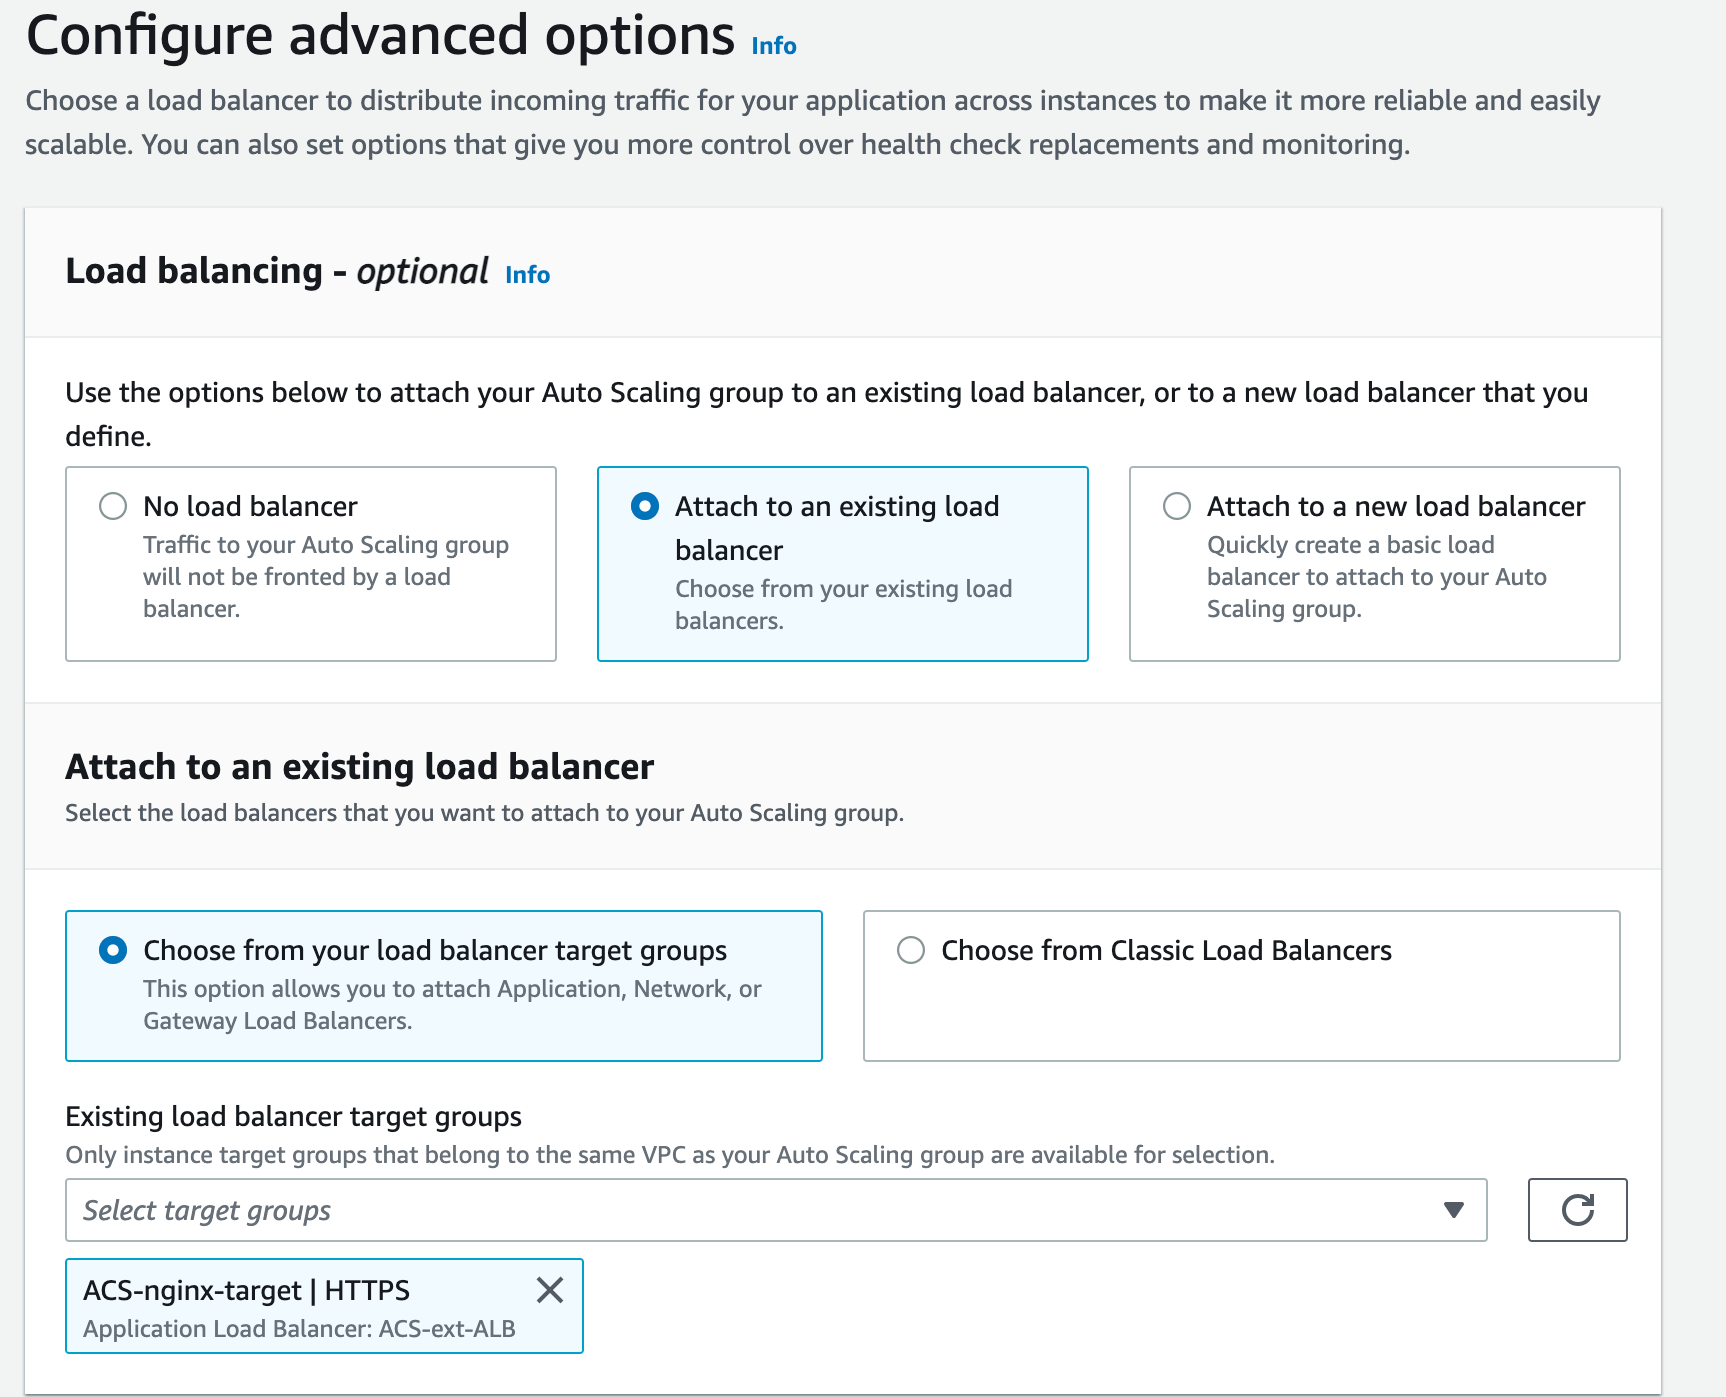 Configure advanced options Info
Choose a load balancer to distribute incoming traffic for your application across instances to make it more reliable and easily
scalable. You can also set options that give you more control over health check replacements and monitoring.
Load balancing - optional Info
Use the options below to attach your Auto Scaling group to an existing load balancer, or to a new load balancer that you
define.
No load balancer
Traffic to your Auto Scaling group
will not be fronted by a load
balancer.
Attach to an existing load
balancer
Choose from your existing load
balancers.
Attach to a new load balancer
Quickly create a basic load
balancer to attach to your Auto
Scaling group.
Attach to an existing load balancer
Select the load balancers that you want to attach to your Auto Scaling group.
Choose from your load balancer target groups
This option allows you to attach Application, Network, or
Gateway Load Balancers.
Choose from Classic Load Balancers
Existing load balancer target groups
Only instance target groups that belong to the same VPC as your Auto Scaling group are available for selection.
Select target groups
ACS-nginx-target | HTTPS
Application Load Balancer: ACS-ext-ALB